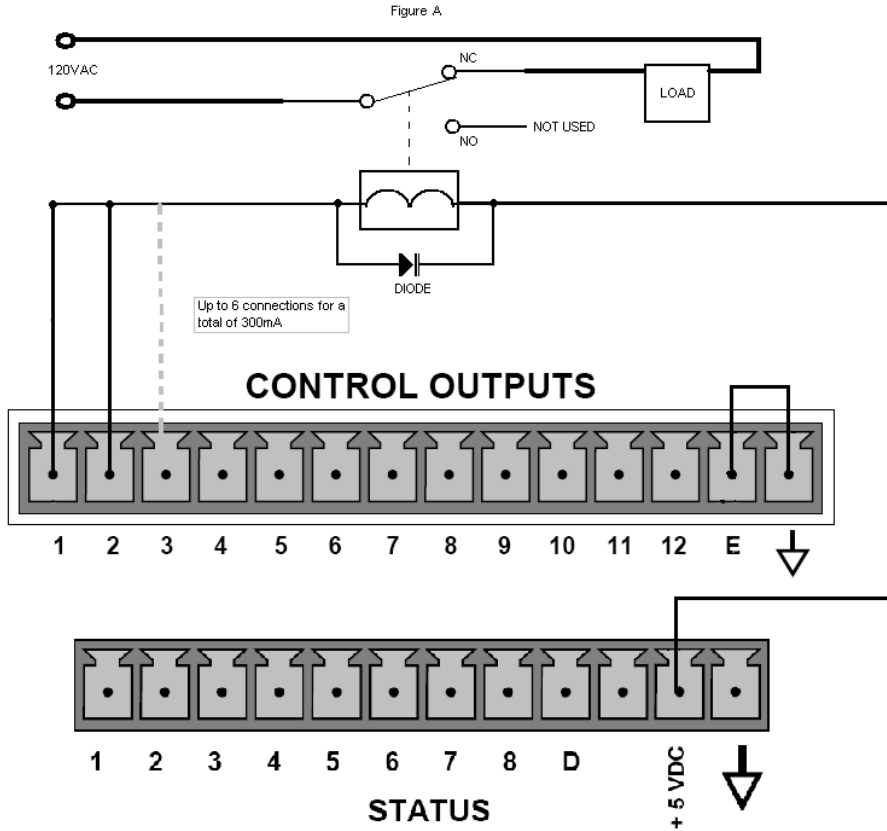 Figure A
NC
120VAC
LOAD
NOT USED
NO
DIODE
Up to 6 connections for a
total of 300mA
CONTROL OUTPUTS
1 2 3 4 5 6 7 8 9 10 11 12 E
1 2 3 4 5 6 7 8 D
+ 5 VDC
STATUS